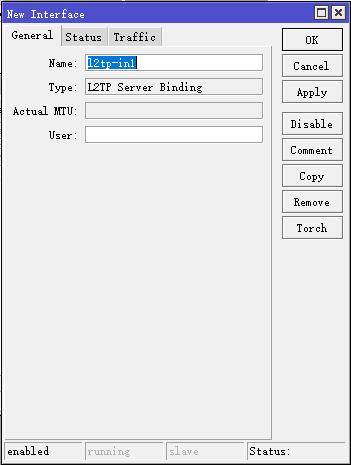 New Interface
General Status Traffic
Name: l2tp-in1
Type: L2TP Server Binding
Actual MTU:
User:
OK
Cancel
Apply
Disable
Comment
Copy
Remove
Torch
enabled running slave Status: